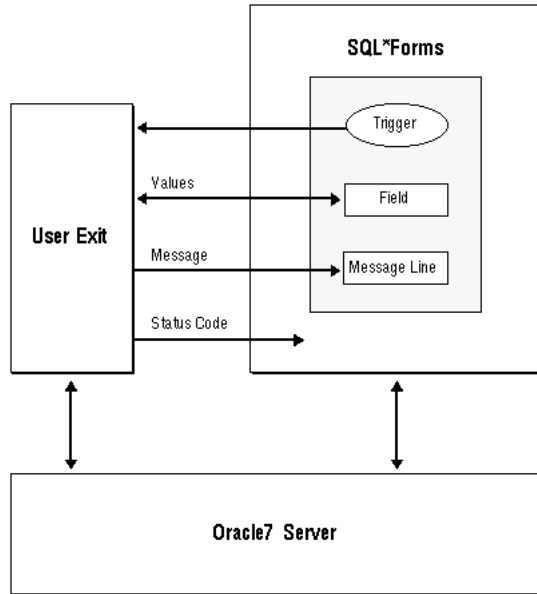 SQL*Forms
Trigger
Values
Field
User Exit
Message
Message Line
Status Code
Oracle7 Server